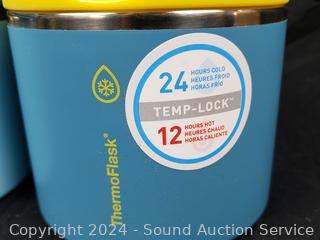 24 HOURS COLD
HEURES FROID
HORAS FRÍO
TEMP-LOCK™
12 HOURS HOT
HEURES CHAUD
HORAS CALIENTE
ThermoFlask®
Copyright 2024 - Sound Auction Service